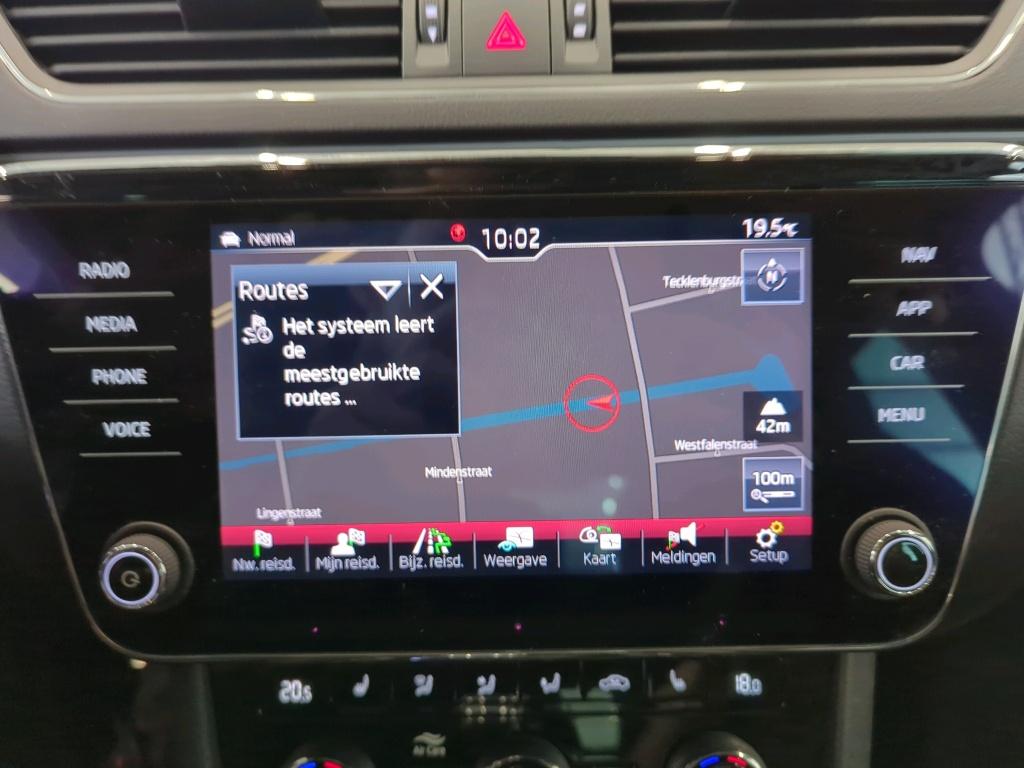 Normal
10:02
19.5°C
RADIO
MEDIA
PHONE
VOICE
NAV
APP
CAR
MENU
Routes
Het systeem leert
de
meestgebruikte
routes ...
N
42m
100m
Westfalenstraat
Mindenstraat
Lingenstraat
Nw. reisd.
Mijn reisd.
Bijz. reisd.
Weergave
Kaart
Meldingen
Setup
20.5
18.0
Air Care